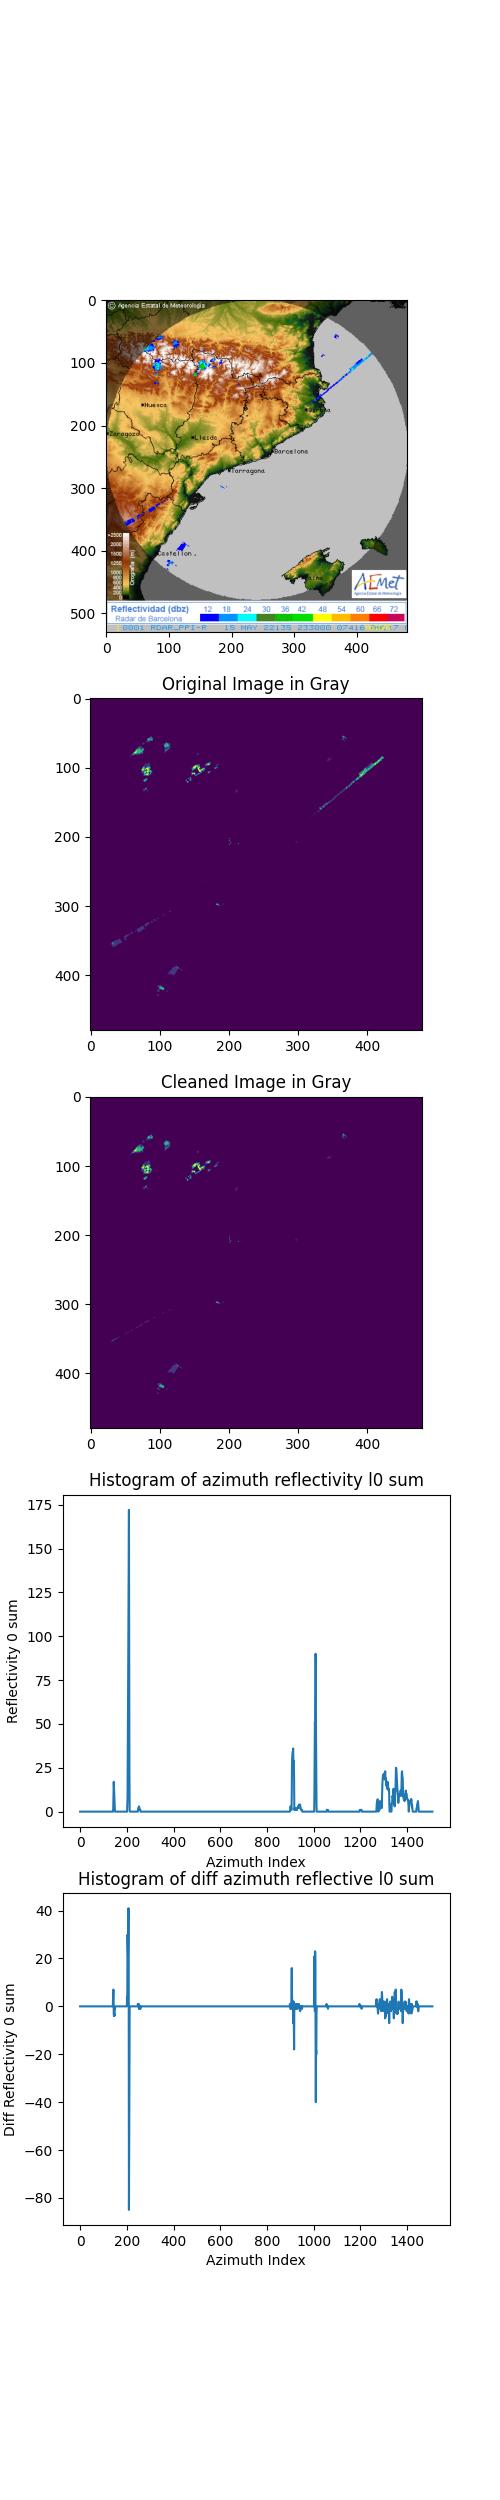 0
© Agencia Estatal de Meteorología
100
Huesca
200
Zaragoza
Lleida
Barcelona
Tarragona
300
400
Castellon.
500
Orografía (m)
AEMet
Agencia Estatal de Meteorología
Reflectividad (dbz) 12 18 24 30 36 42 48 54 60 66 72
Radar de Barcelona
0 100 200 300 400
Original Image in Gray
0
100
200
300
400
0 100 200 300 400
Cleaned Image in Gray
0
100
200
300
400
0 100 200 300 400
Histogram of azimuth reflectivity l0 sum
175
150
125
100
75
50
25
0
Reflectivity 0 sum
0 200 400 600 800 1000 1200 1400
Azimuth Index
Histogram of diff azimuth reflective l0 sum
40
20
0
−20
−40
−60
−80
Diff Reflectivity 0 sum
0 200 400 600 800 1000 1200 1400
Azimuth Index